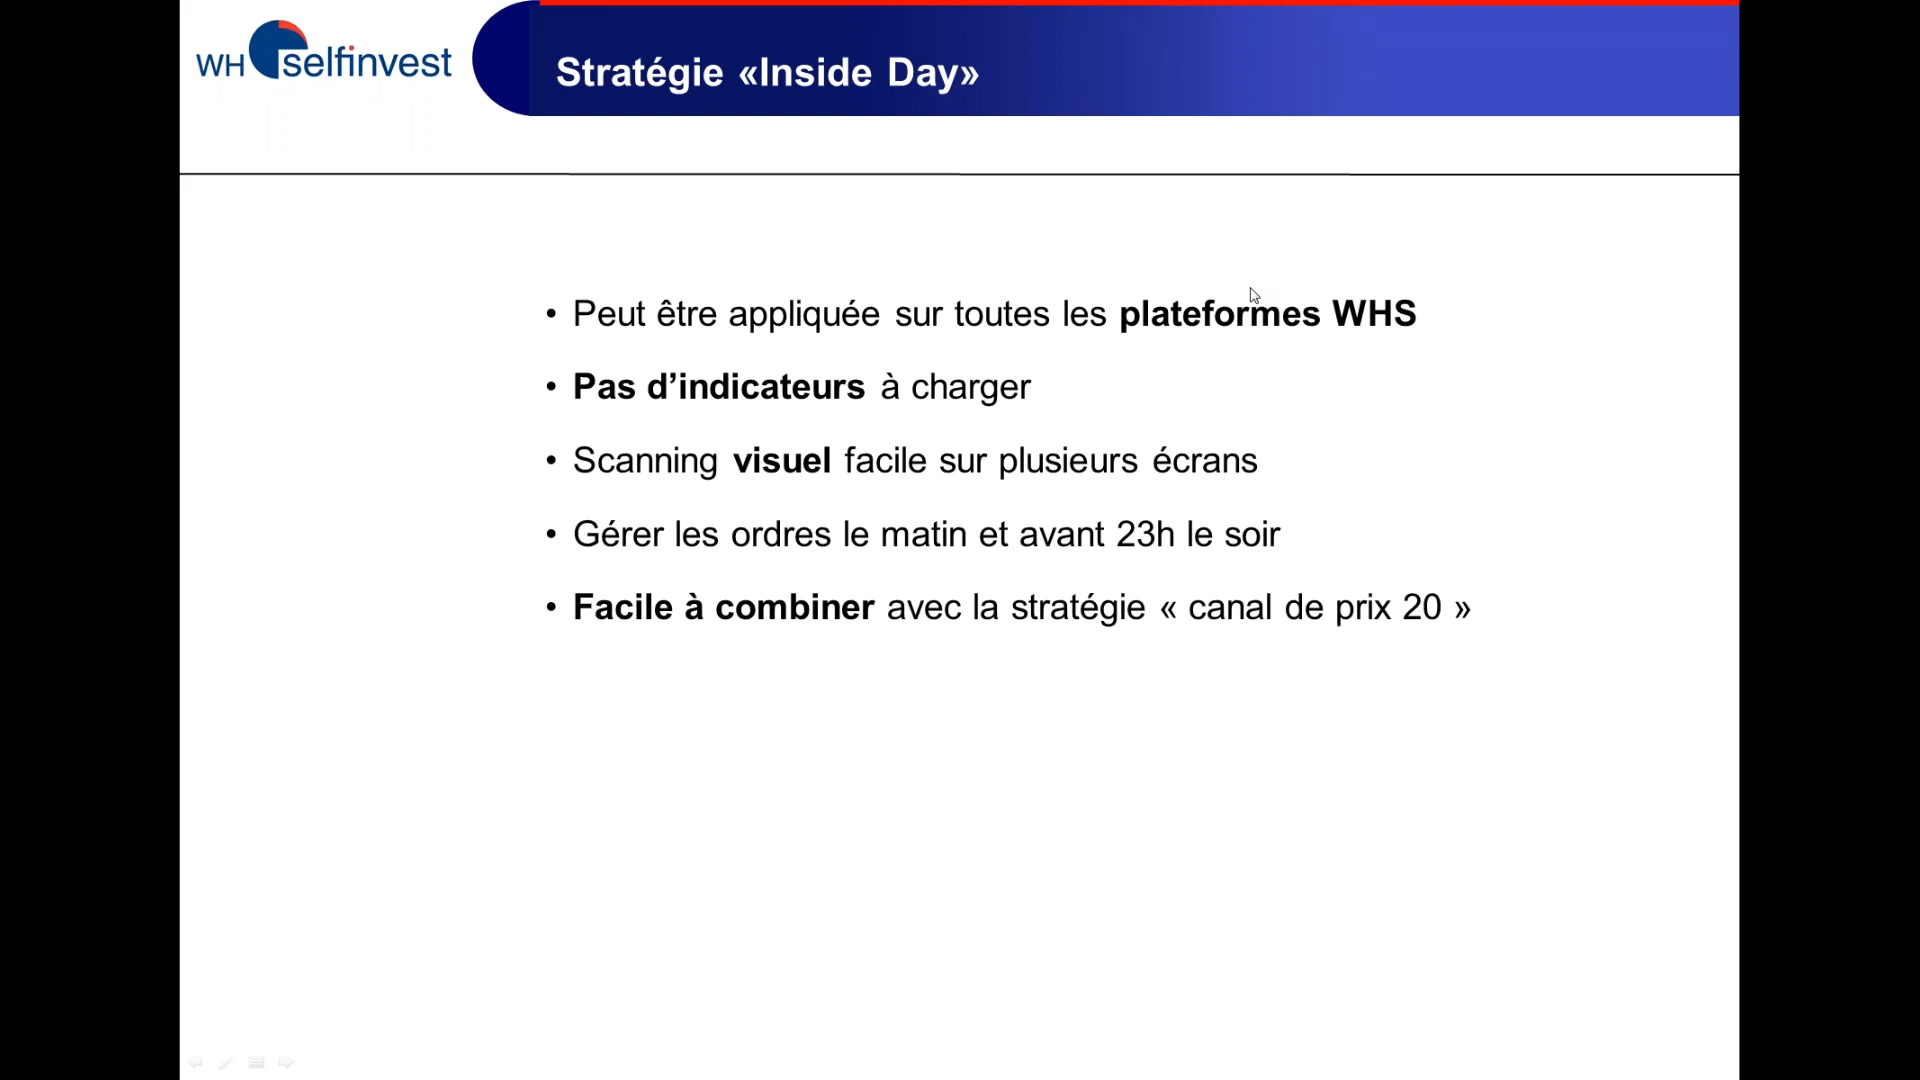 WH selfinvest
Stratégie «Inside Day»
• Peut être appliquée sur toutes les plateformes WHS
• Pas d’indicateurs à charger
• Scanning visuel facile sur plusieurs écrans
• Gérer les ordres le matin et avant 23h le soir
• Facile à combiner avec la stratégie « canal de prix 20 »